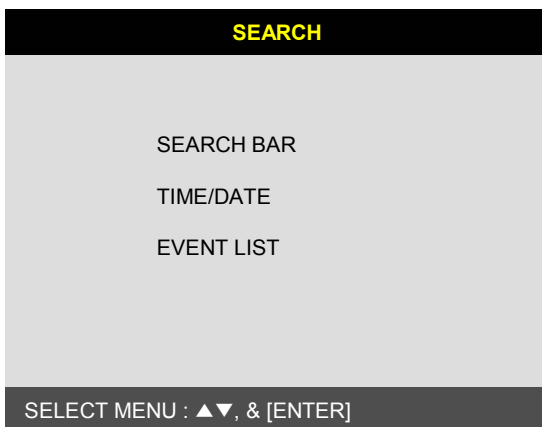 SEARCH
SEARCH BAR
TIME/DATE
EVENT LIST
SELECT MENU : ▲▼, & [ENTER]